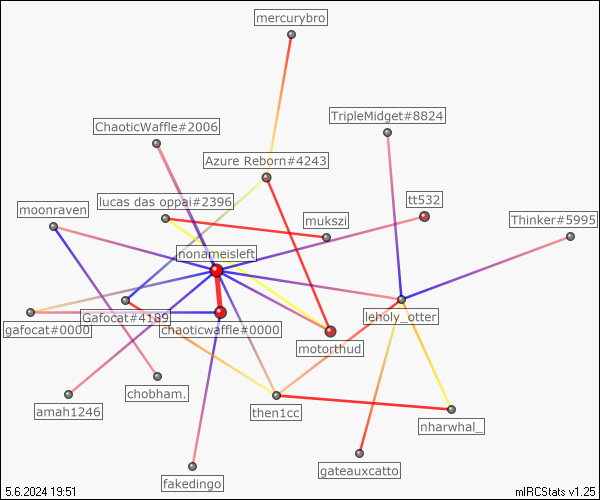 mercurybro
TripleMidget#8824
ChaoticWaffle#2006
Azure Reborn#4243
lucas das oppai#2396
tt532
moonraven
mukszi
Thinker#5995
nonameisleft
Gafocat#4189
leholy_otter
gafocat#0000
chaoticwaffle#0000
motorthud
chobham.
amah1246
then1cc
nharwhal_
gateauxcatto
fakedingo
5.6.2024 19:51
mIRCStats v1.25